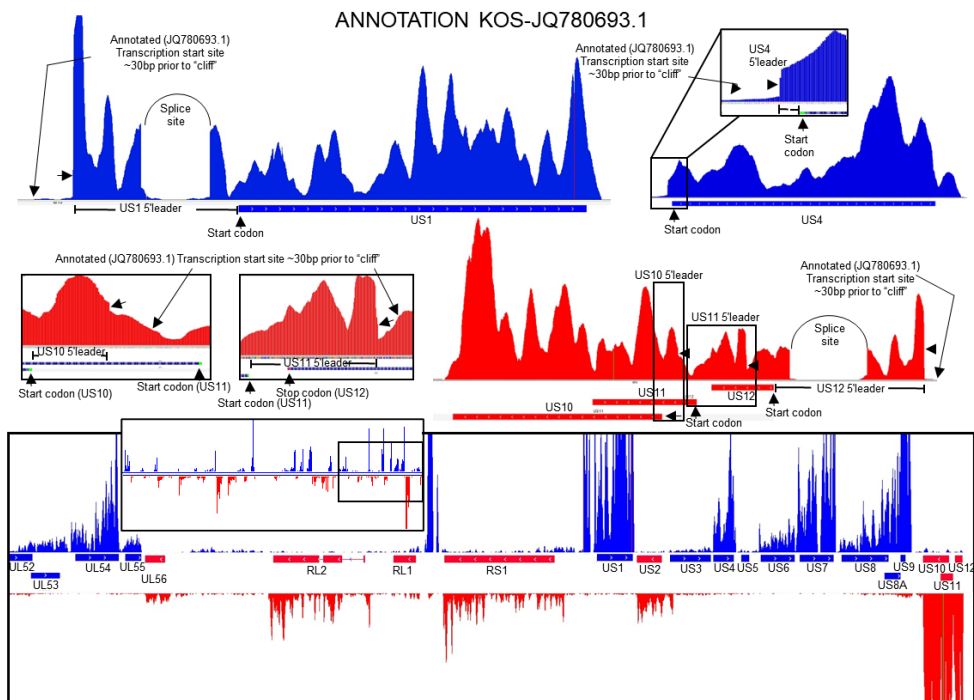 ANNOTATION KOS-JQ780693.1
Annotated (JQ780693.1)
Transcription start site
~30bp prior to “cliff”
Splice
site
US1 5'leader
Start codon
US1
Annotated (JQ780693.1)
Transcription start site
~30bp prior to “cliff”
US4
5'leader
Start
codon
US4
Start codon
Annotated (JQ780693.1) Transcription start site ~30bp prior to “cliff”
US10 5'leader
Start codon (US10)
Start codon (US11)
US11 5'leader
Start codon
(US11)
Stop codon (US12)
US10 5'leader
US11 5'leader
Annotated (JQ780693.1)
Transcription start site
~30bp prior to “cliff”
Splice
site
US11
US12
US12 5'leader
US10
Start codon
Start codon
UL52
UL53
UL54
UL55
UL56
RL2
RL1
RS1
US1
US2
US3
US4
US5
US6
US7
US8
US8A
US9
US10
US11
US12